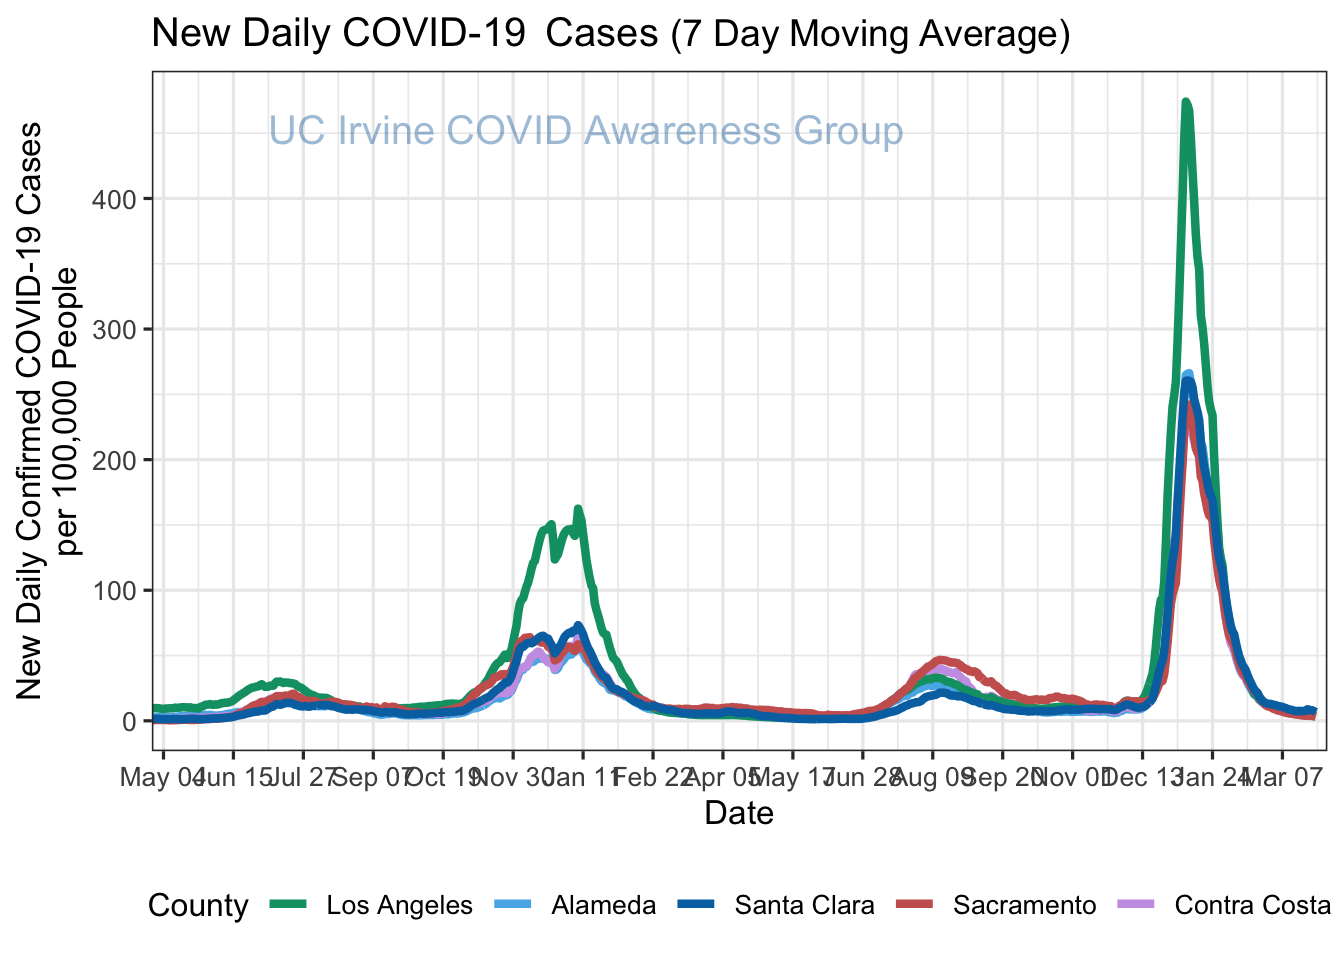 New Daily COVID-19 Cases (7 Day Moving Average)
UC Irvine COVID Awareness Group
New Daily Confirmed COVID-19 Cases
per 100,000 People
400
300
200
100
0
May 04 Jun 15 Jul 27 Sep 07 Oct 19 Nov 30 Jan 11 Feb 22 Apr 05 May 17 Jun 28 Aug 09 Sep 20 Nov 01 Dec 13 Jan 24 Mar 07
Date
County Los Angeles Alameda Santa Clara Sacramento Contra Costa